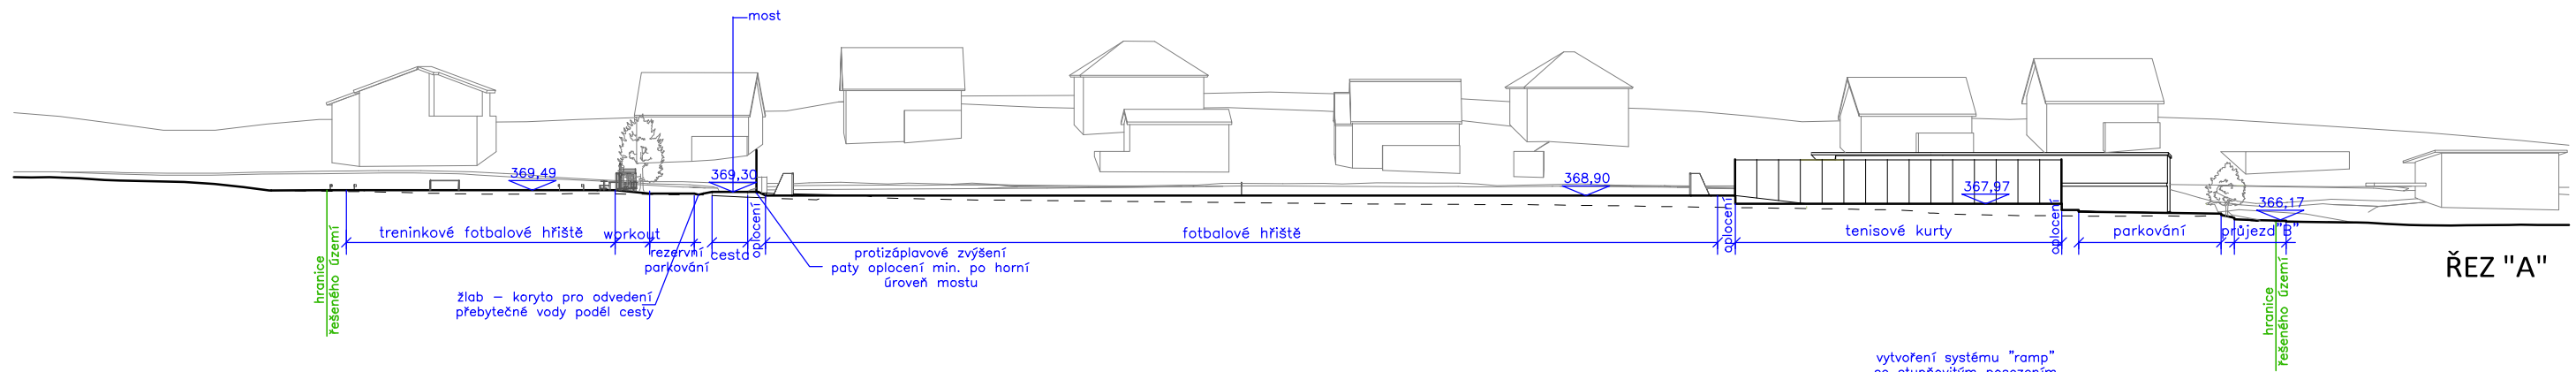 most
369,49
369,30
368,90
367,97
366,17
treninkové fotbalové hřiště
workout
rezervní
parkování
cesta
oplocení
fotbalové hřiště
oplocení
tenisové kurty
oplocení
parkování
průjezd"B"
protizáplavové zvýšení
paty oplocení min. po horní
úroveň mostu
žlab – koryto pro odvedení
přebytečné vody podél cesty
hranice
řešeného území
hranice
řešeného území
ŘEZ "A"
vytvoření systému "ramp"